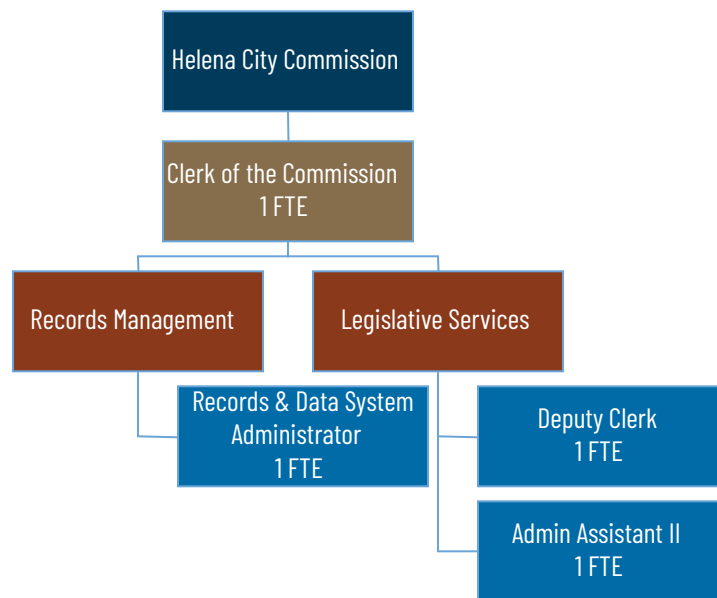 Helena City Commission
Clerk of the Commission
1 FTE
Records Management
Legislative Services
Records & Data System
Administrator
1 FTE
Deputy Clerk
1 FTE
Admin Assistant II
1 FTE